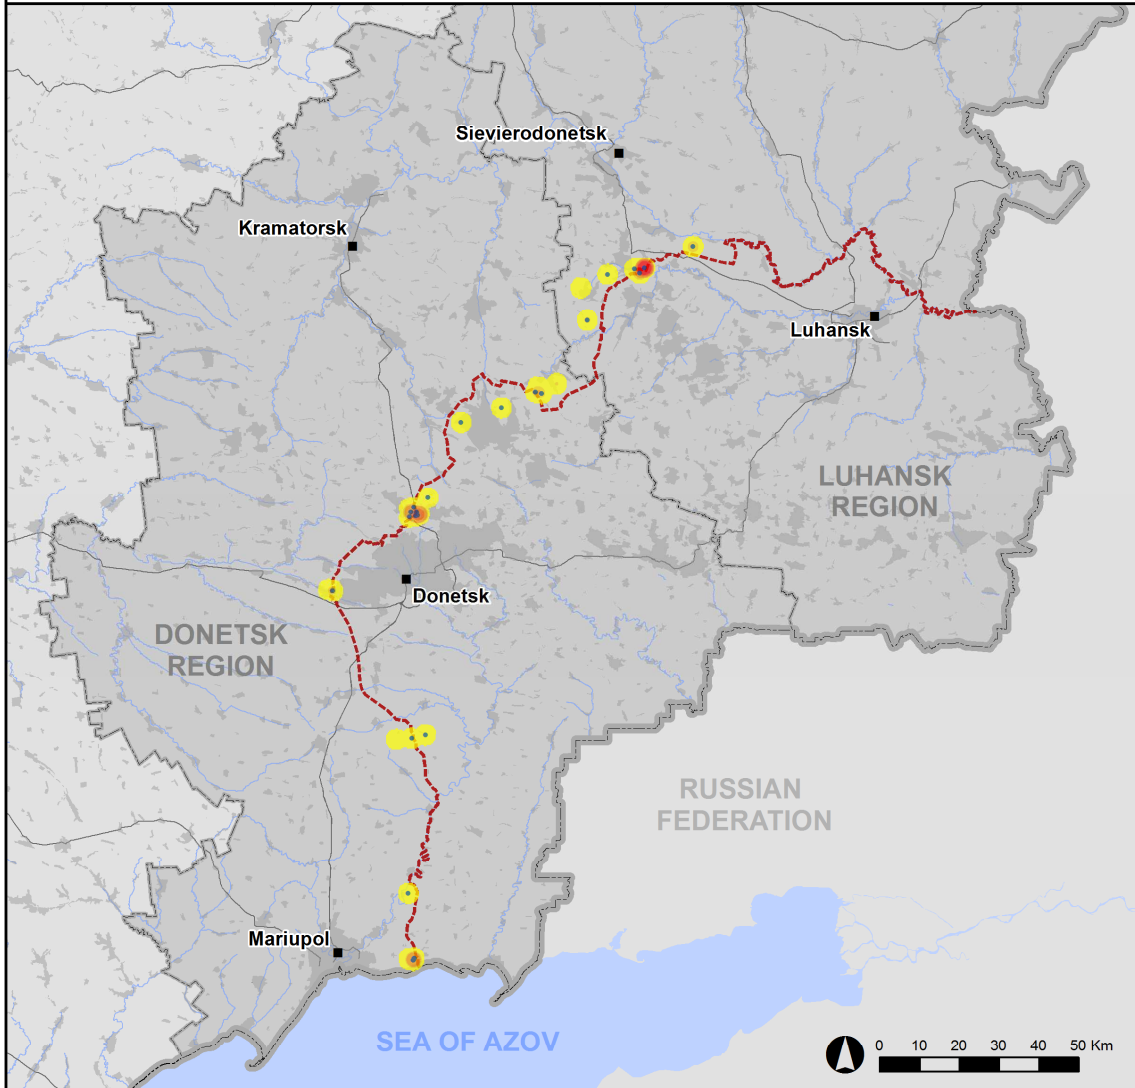 Sievierodonetsk
Kramatorsk
Luhansk
LUHANSK
REGION
Donetsk
DONETSK
REGION
RUSSIAN
FEDERATION
Mariupol
SEA OF AZOV
0 10 20 30 40 50 Km